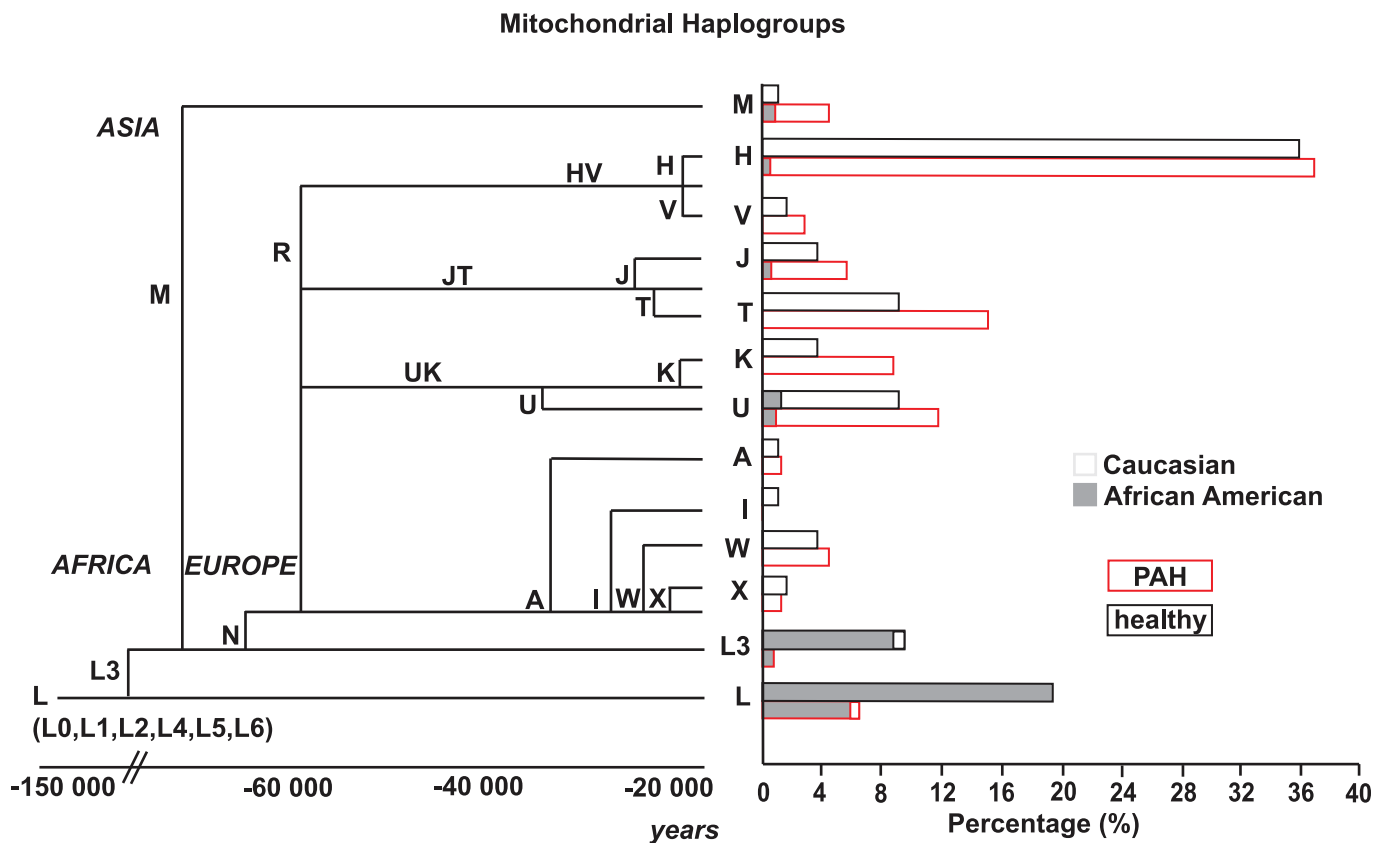 Mitochondrial Haplogroups
ASIA
M
HV
H
V
R
JT
J
T
UK
K
U
AFRICA
EUROPE
A
I
W
X
N
L3
L
(L0,L1,L2,L4,L5,L6)
-150 000 -60 000 -40 000 -20 000
years
M
H
V
J
T
K
U
A
I
W
X
L3
L
0 4 8 12 16 20 24 28 32 36 40
Percentage (%)
Caucasian
African American
PAH
healthy